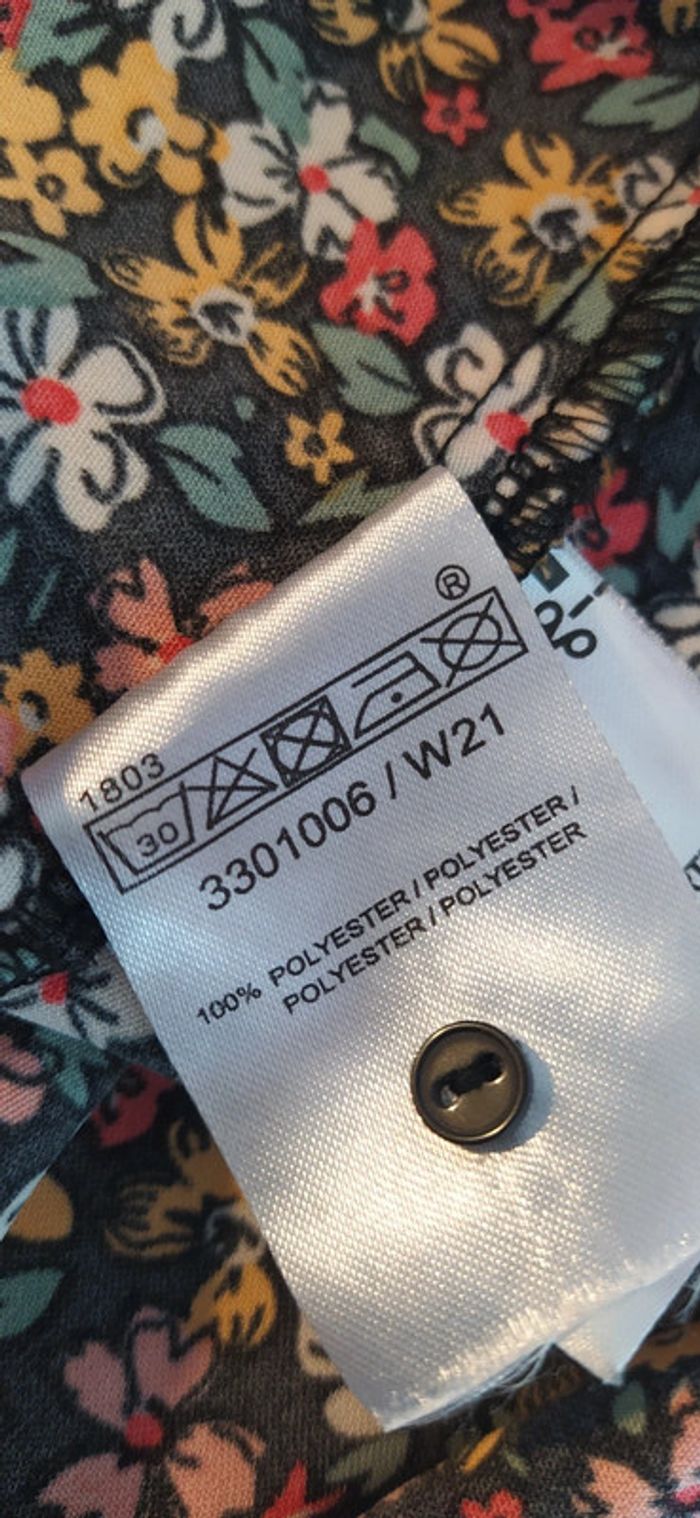 ®
1803
30
3301006 / W21
100% POLYESTER / POLYESTER /
POLYESTER / POLYESTER